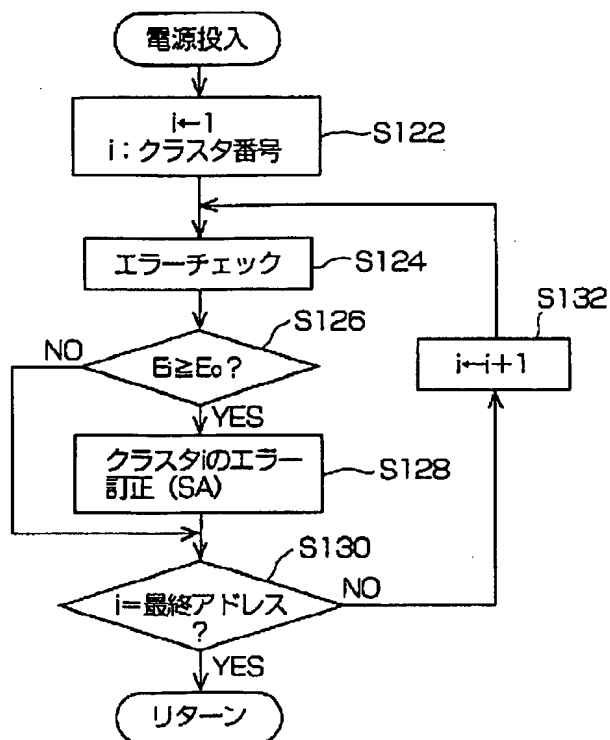 電源投入
i←1
i：クラスタ番号
S122
エラーチェック
S124
S132
i←i+1
S126
Ei≧Eo？
NO
YES
クラスタiのエラー
訂正（SA）
S128
S130
i＝最終アドレス
？
NO
YES
リターン